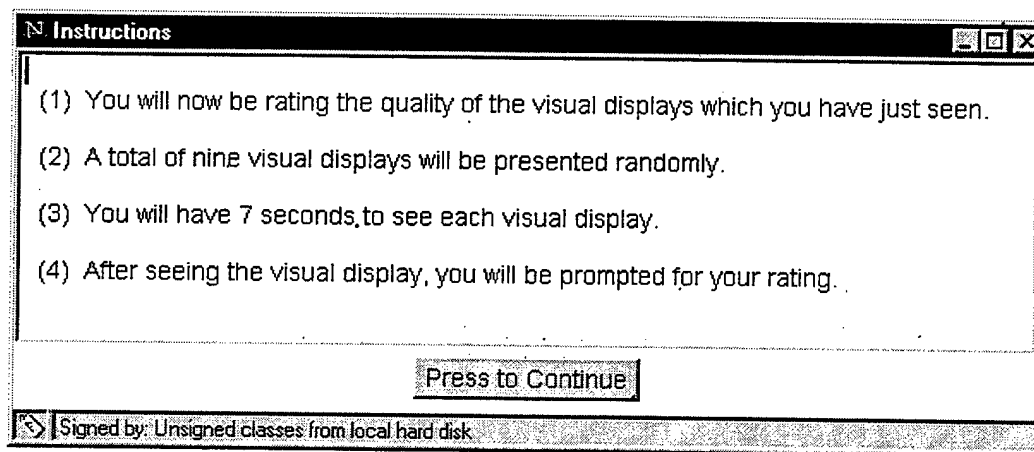 Instructions
(1) You will now be rating the quality of the visual displays which you have just seen.
(2) A total of nine visual displays will be presented randomly.
(3) You will have 7 seconds to see each visual display.
(4) After seeing the visual display, you will be prompted for your rating.
Press to Continue
Signed by: Unsigned classes from local hard disk